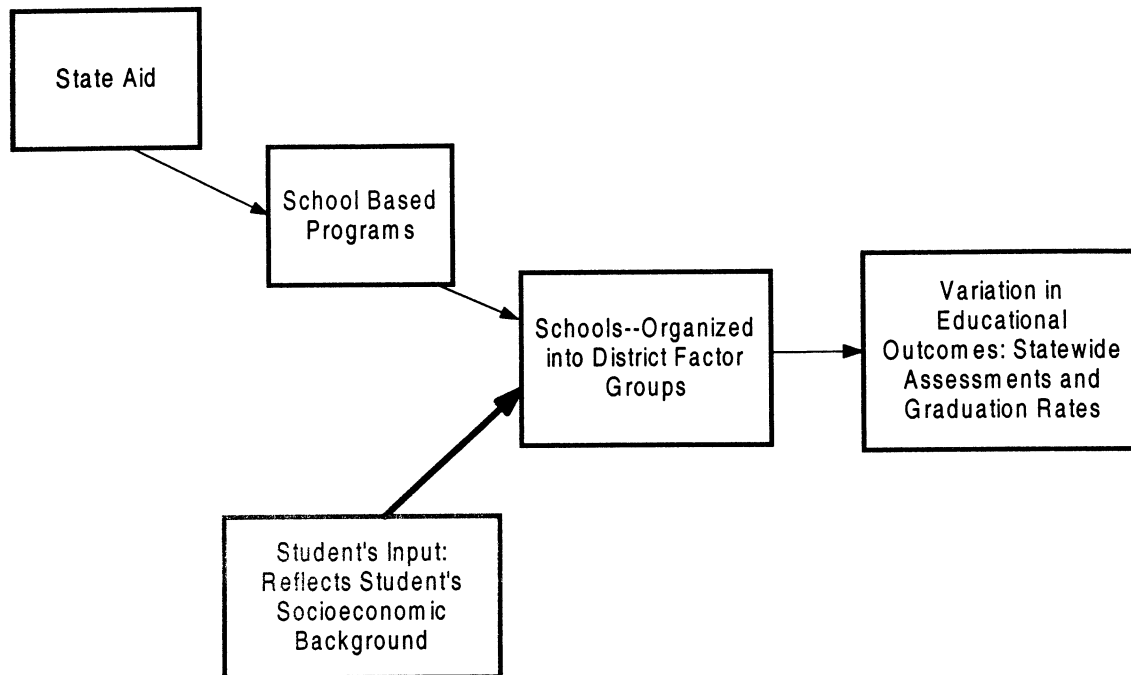 State Aid
School Based
Programs
Schools--Organized
into District Factor
Groups
Variation in
Educational
Outcomes: Statewide
Assessments and
Graduation Rates
Student's Input:
Reflects Student's
Socioeconomic
Background